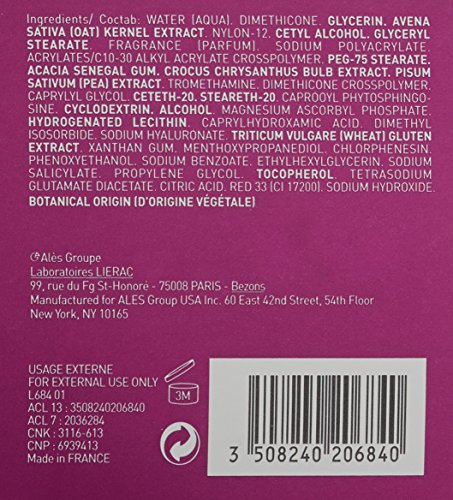 Ingredients/ Coctab: WATER (AQUA). DIMETHICONE. GLYCERIN. AVENA
SATIVA (OAT) KERNEL EXTRACT. NYLON-12. CETYL ALCOHOL. GLYCERYL
STEARATE. FRAGRANCE (PARFUM). SODIUM POLYACRYLATE.
ACRYLATES/C10-30 ALKYL ACRYLATE CROSSPOLYMER. PEG-75 STEARATE.
ACACIA SENEGAL GUM. CROCUS CHRYSANTHUS BULB EXTRACT. PISUM
SATIVUM (PEA) EXTRACT. TROMETHAMINE. DIMETHICONE CROSSPOLYMER.
CAPRYLYL GLYCOL. CETETH-20. STEARETH-20. CAPROOYL PHYTOSPHINGO-
SINE. CYCLODEXTRIN. ALCOHOL. MAGNESIUM ASCORBYL PHOSPHATE.
HYDROGENATED LECITHIN. CAPRYLHYDROXAMIC ACID. DIMETHYL
ISOSORBIDE. SODIUM HYALURONATE. TRITICUM VULGARE (WHEAT) GLUTEN
EXTRACT. XANTHAN GUM. MENTHOXYPROPANEDIOL. CHLORPHENESIN.
PHENOXYETHANOL. SODIUM BENZOATE. ETHYLHEXYLGLYCERIN. SODIUM
SALICYLATE. PROPYLENE GLYCOL. TOCOPHEROL. TETRASODIUM
GLUTAMATE DIACETATE. CITRIC ACID. RED 33 (CI 17200). SODIUM HYDROXIDE.
BOTANICAL ORIGIN (D'ORIGINE VÉGÉTALE)
Alès Groupe
Laboratoires LIERAC
99, rue du Fg St-Honoré - 75008 PARIS - Bezons
Manufactured for ALES Group USA Inc. 60 East 42nd Street, 54th Floor
New York, NY 10165
USAGE EXTERNE
FOR EXTERNAL USE ONLY
L684 01
ACL 13 : 3508240206840
ACL 7 : 2036284
CNK : 3116-613
CNP : 6939413
Made in FRANCE
3M
3 508240 206840